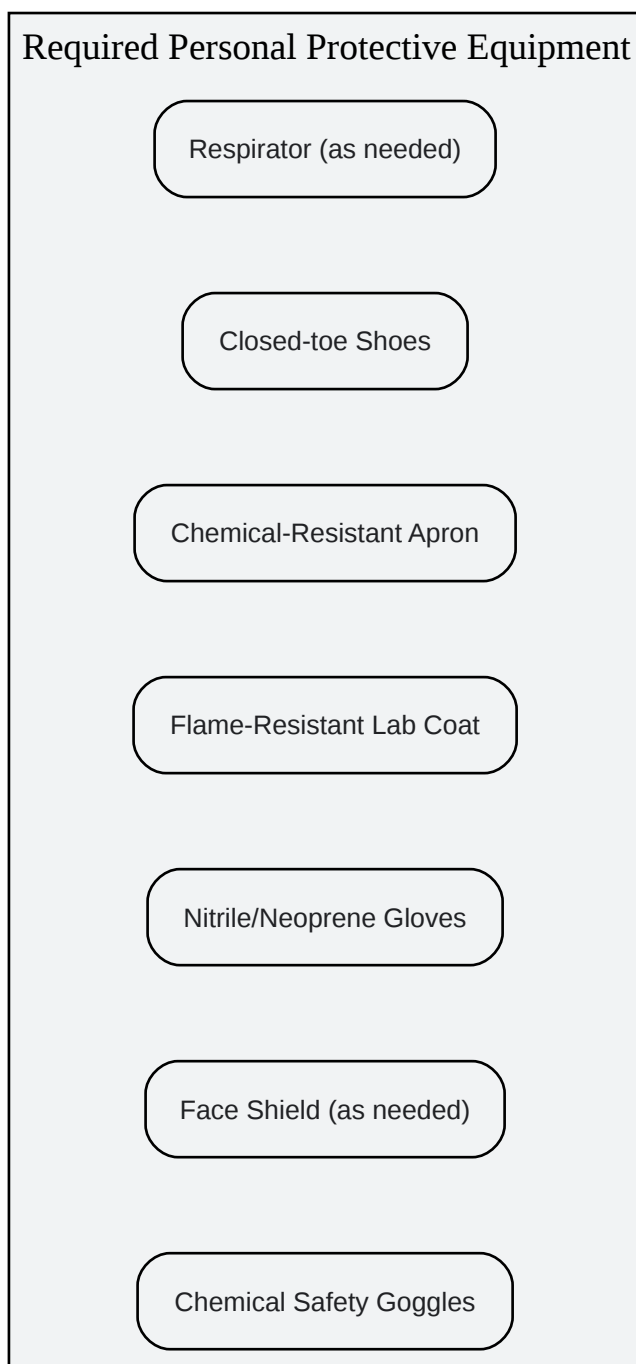 Required Personal Protective Equipment
Respirator (as needed)
Closed-toe Shoes
Chemical-Resistant Apron
Flame-Resistant Lab Coat
Nitrile/Neoprene Gloves
Face Shield (as needed)
Chemical Safety Goggles